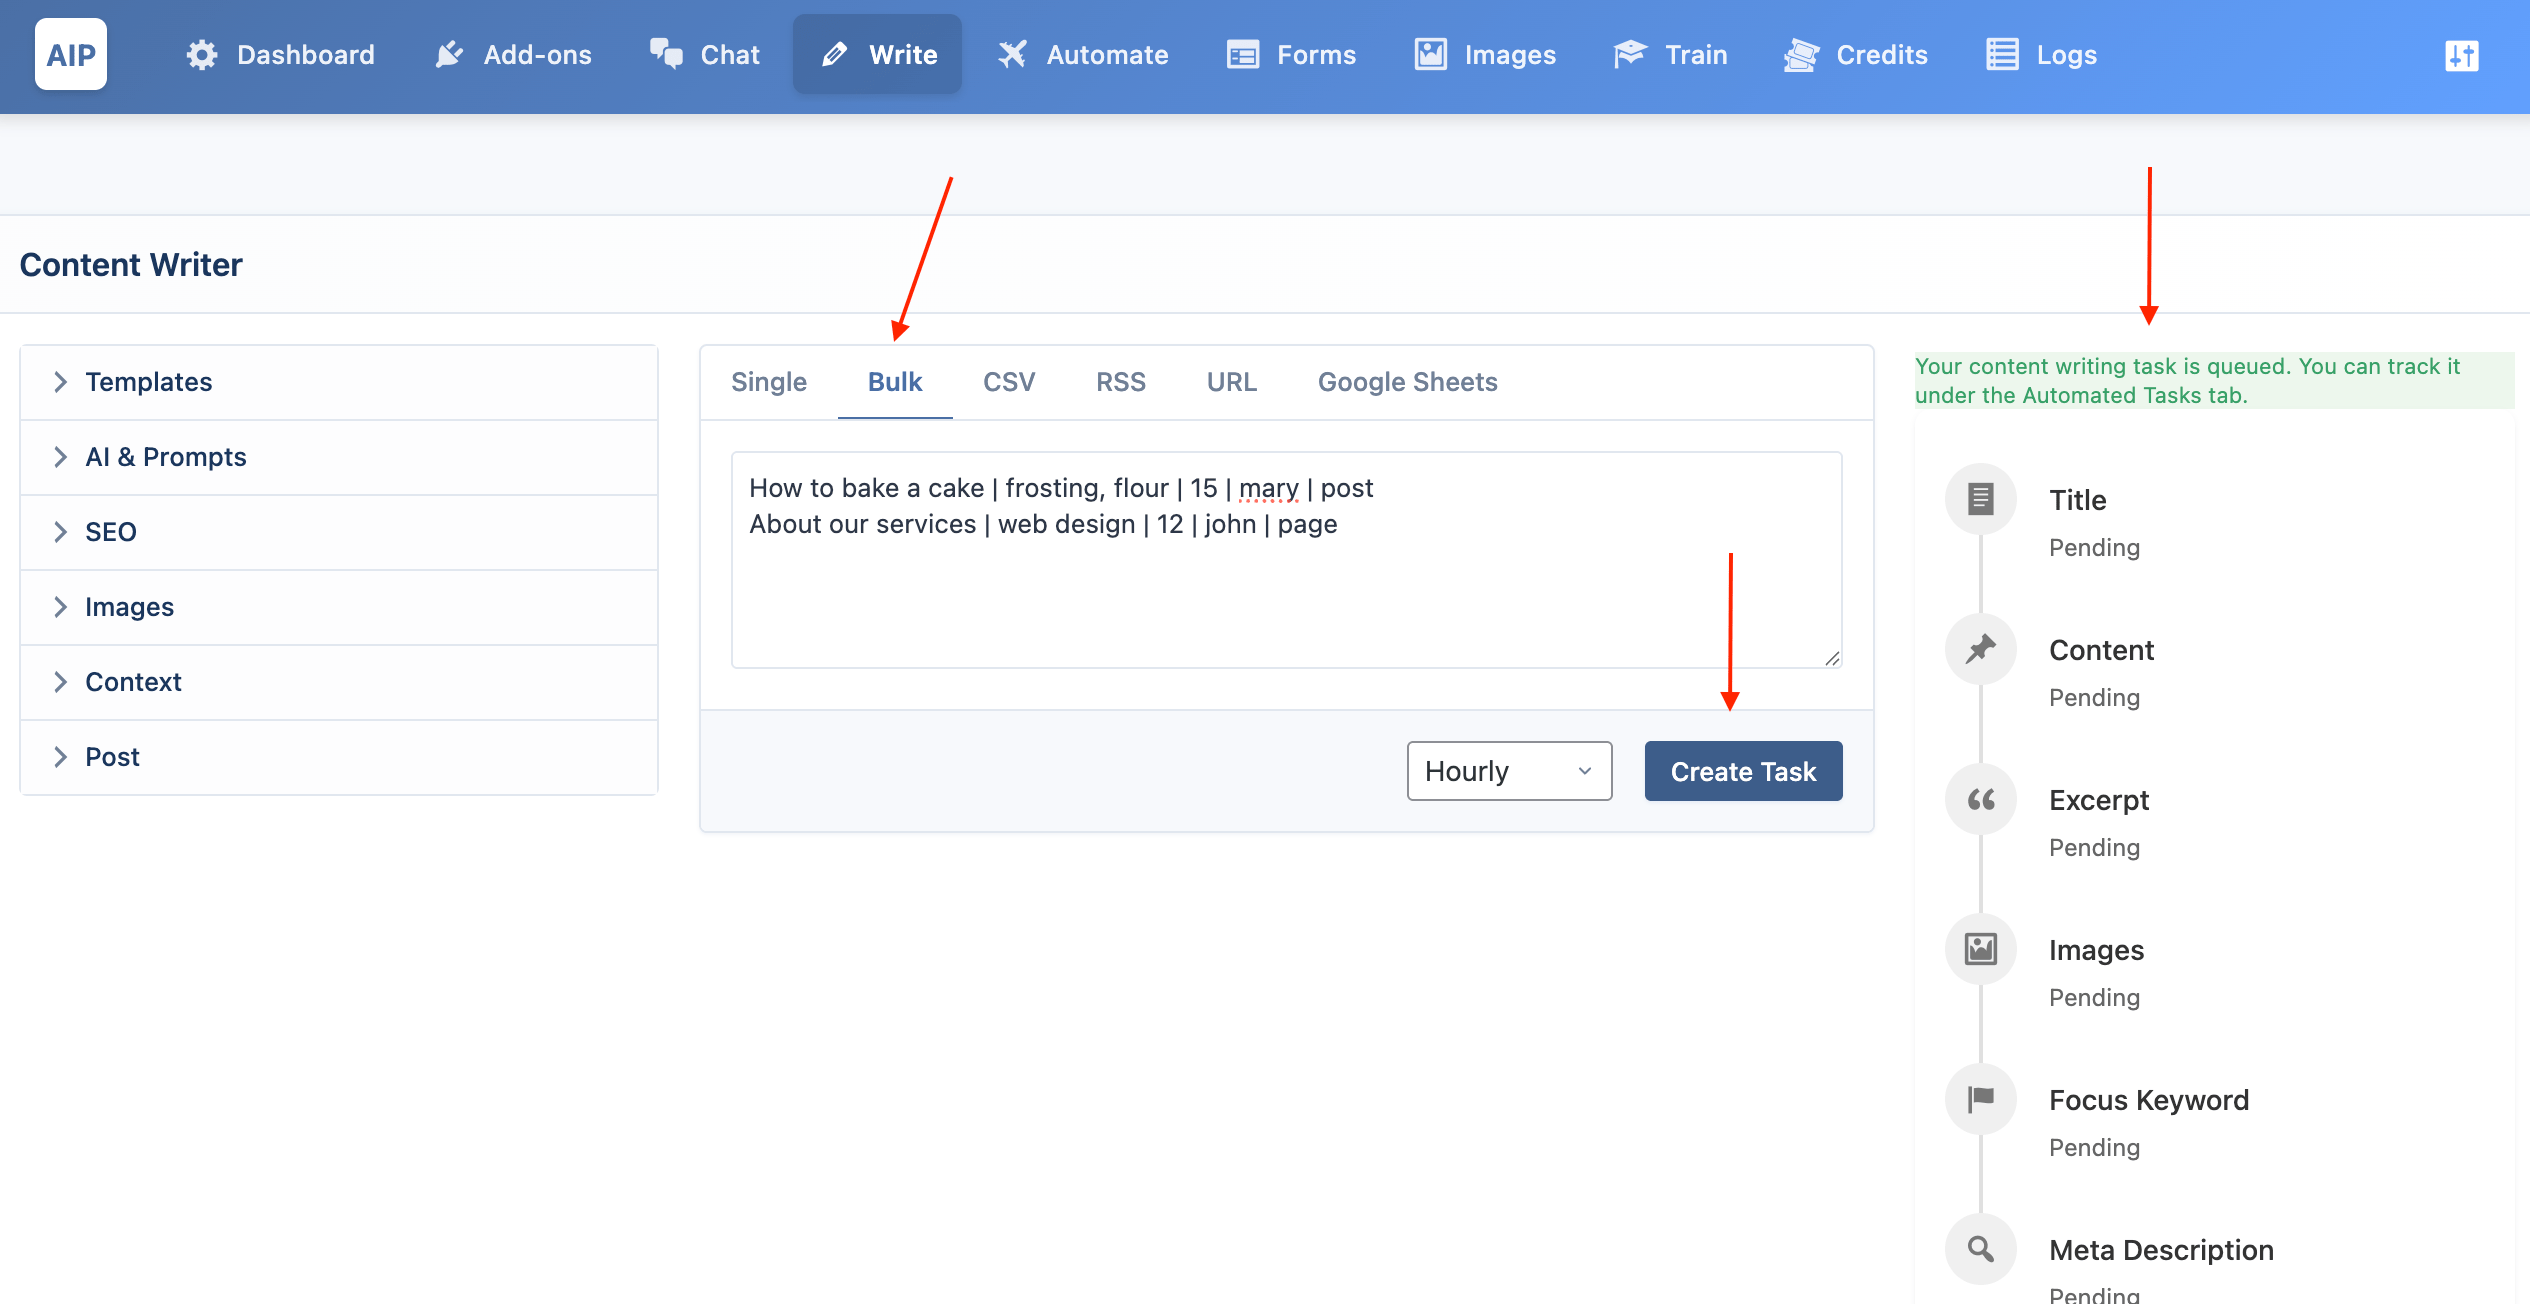 AIP
Dashboard
Add-ons
Chat
Write
Automate
Forms
Images
Train
Credits
Logs
Content Writer
Templates
AI & Prompts
SEO
Images
Context
Post
Single
Bulk
CSV
RSS
URL
Google Sheets
How to bake a cake | frosting, flour | 15 | mary | post
About our services | web design | 12 | john | page
Hourly
Create Task
Your content writing task is queued. You can track it
under the Automated Tasks tab.
Title
Pending
Content
Pending
Excerpt
Pending
Images
Pending
Focus Keyword
Pending
Meta Description
Pending